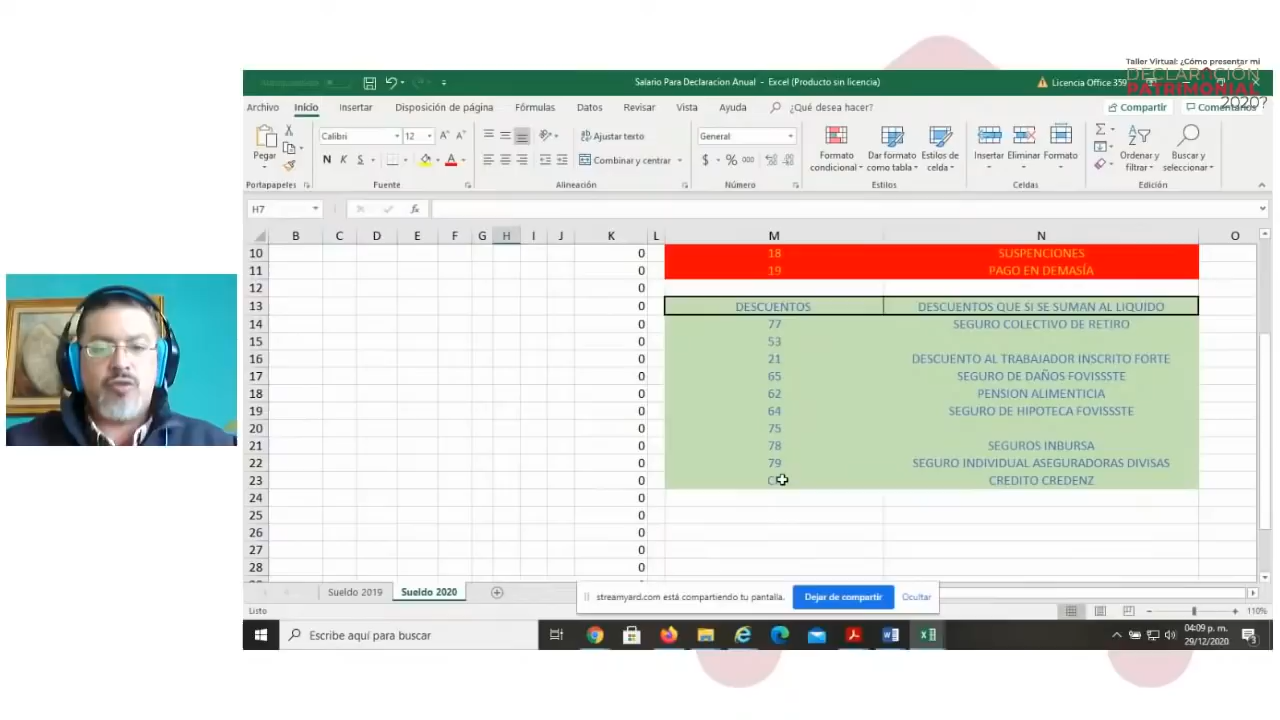 Taller Virtual: ¿Cómo presentar mi
DECLARACIÓN
PATRIMONIAL
2020?
Salario Para Declaracion Anual - Excel (Producto sin licencia)
Licencia Office 359
Archivo Inicio Insertar Disposición de página Fórmulas Datos Revisar Vista Ayuda ¿Qué desea hacer? Compartir Comentarios
Pegar
Calibri 12
Ajustar texto
General
N K S
Combinar y centrar
$ % 000
Formato condicional
Dar formato como tabla
Estilos de celda
Insertar Eliminar Formato
Ordenar y filtrar
Buscar y seleccionar
Portapapeles Fuente Alineación Número Estilos Celdas Edición
H7 fx
B C D E F G H I J K L M N O
10 0 18 SUSPENCIONES
11 0 19 PAGO EN DEMASÍA
12 0
13 0 DESCUENTOS DESCUENTOS QUE SI SE SUMAN AL LIQUIDO
14 0 77 SEGURO COLECTIVO DE RETIRO
15 0 53
16 0 21 DESCUENTO AL TRABAJADOR INSCRITO FORTE
17 0 65 SEGURO DE DAÑOS FOVISSSTE
18 0 62 PENSION ALIMENTICIA
19 0 64 SEGURO DE HIPOTECA FOVISSSTE
20 0 75
21 0 78 SEGUROS INBURSA
22 0 79 SEGURO INDIVIDUAL ASEGURADORAS DIVISAS
23 0 CREDITO CREDENZ
24 0
25 0
26 0
27 0
28 0
Sueldo 2019 Sueldo 2020
streamyard.com está compartiendo tu pantalla. Dejar de compartir Ocultar
Listo 110%
Escribe aquí para buscar
04:09 p. m.
29/12/2020
3